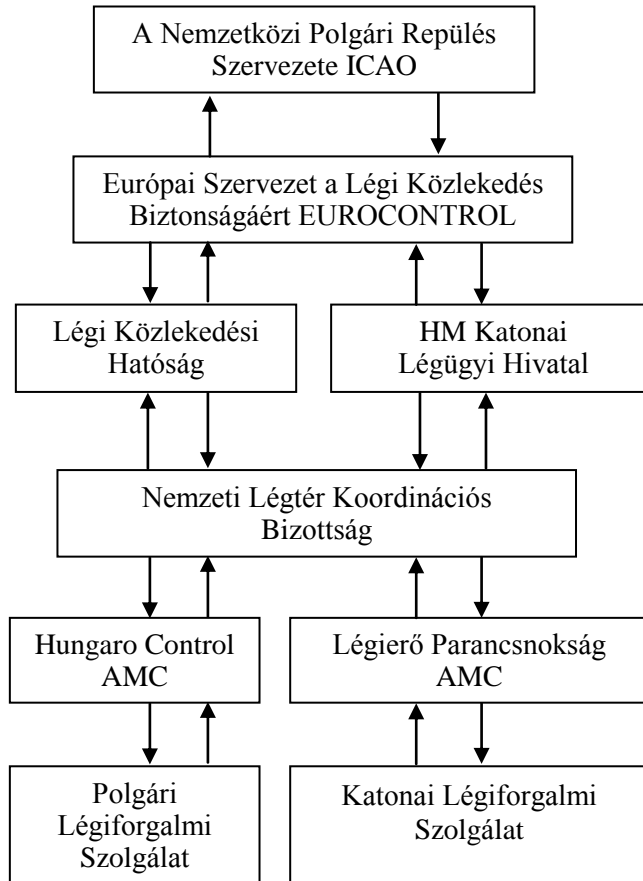 A Nemzetközi Polgári Repülés
Szervezete ICAO
Európai Szervezet a Légi Közlekedés
Biztonságáért EUROCONTROL
Légi Közlekedési
Hatóság
HM Katonai
Légügyi Hivatal
Nemzeti Légtér Koordinációs
Bizottság
Hungaro Control
AMC
Légierő Parancsnokság
AMC
Polgári
Légiforgalmi
Szolgálat
Katonai Légiforgalmi
Szolgálat